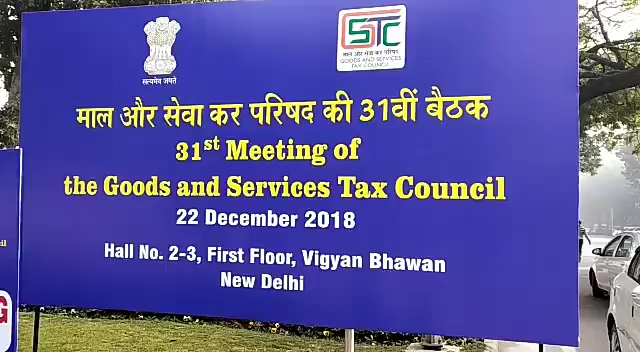 सत्यमेव जयते
GSTC
माल और सेवा कर परिषद
GOODS AND SERVICES
TAX COUNCIL
माल और सेवा कर परिषद की 31वीं बैठक
31st Meeting of
the Goods and Services Tax Council
22 December 2018
Hall No. 2-3, First Floor, Vigyan Bhawan
New Delhi